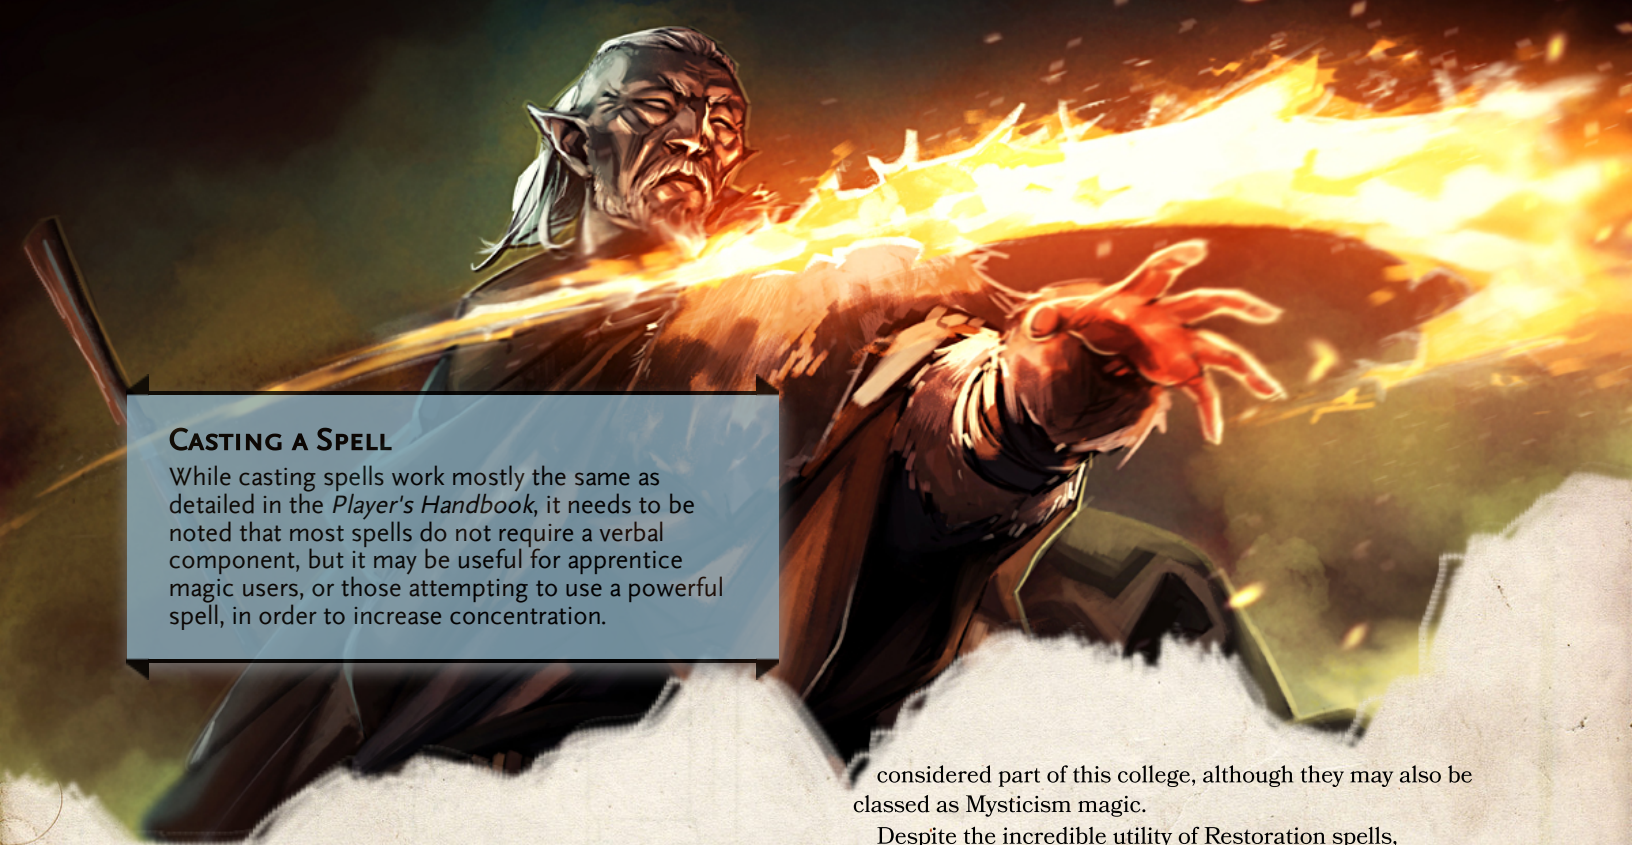 Casting a Spell
While casting spells work mostly the same as
detailed in the Player's Handbook, it needs to be
noted that most spells do not require a verbal
component, but it may be useful for apprentice
magic users, or those attempting to use a powerful
spell, in order to increase concentration.
considered part of this college, although they may also be
classed as Mysticism magic.
Despite the incredible utility of Restoration spells,